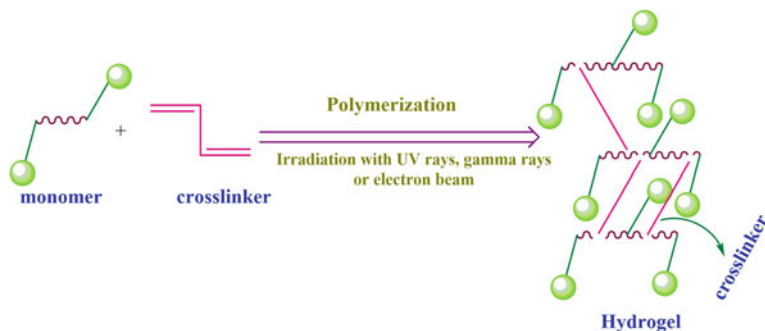 Polymerization
+
Irradiation with UV rays, gamma rays
or electron beam
monomer
crosslinker
crosslinker
Hydrogel